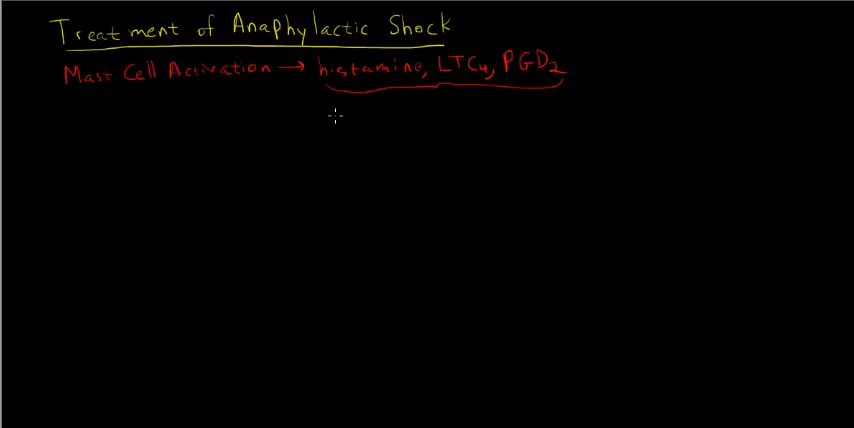 Treatment of Anaphylactic Shock
Mast Cell Activation → histamine, LTC4, PGD2